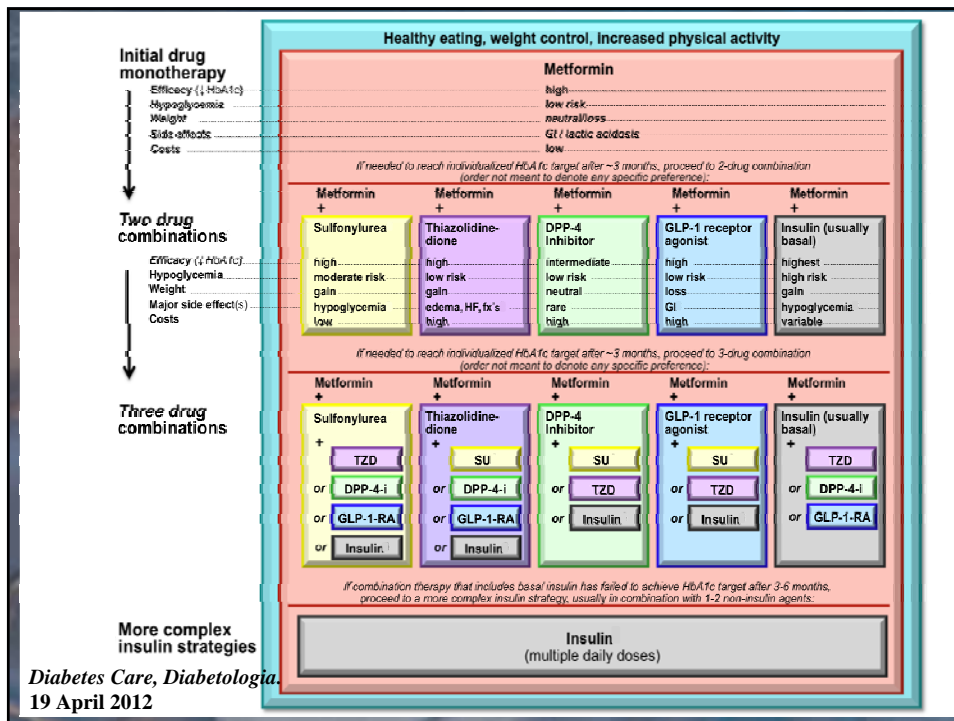 Healthy eating, weight control, increased physical activity
Initial drug
monotherapy
Metformin
Efficacy (↓HbA1c) high
Hypoglycemia low risk
Weight neutral/loss
Side effects GI / lactic acidosis
Costs low
If needed to reach individualized HbA1c target after ~3 months, proceed to 2-drug combination
(order not meant to denote any specific preference):
Metformin Metformin Metformin Metformin Metformin
+ + + + +
Two drug
combinations
Sulfonylurea Thiazolidine- DPP-4 GLP-1 receptor Insulin (usually
dione Inhibitor agonist basal)
Efficacy (↓HbA1c) high high intermediate high highest
Hypoglycemia moderate risk low risk low risk low risk high risk
Weight gain gain neutral loss gain
Major side effect(s) hypoglycemia edema, HF, fx's rare GI hypoglycemia
Costs low high high high variable
If needed to reach individualized HbA1c target after ~3 months, proceed to 3-drug combination
(order not meant to denote any specific preference):
Metformin Metformin Metformin Metformin Metformin
+ + + + +
Three drug
combinations
Sulfonylurea Thiazolidine- DPP-4 GLP-1 receptor Insulin (usually
dione Inhibitor agonist basal)
+ + + + +
TZD SU SU SU TZD
or DPP-4-i or DPP-4-i or TZD or TZD or DPP-4-i
or GLP-1-RA or GLP-1-RA or Insulin or Insulin or GLP-1-RA
or Insulin or Insulin
If combination therapy that includes basal insulin has failed to achieve HbA1c target after 3-6 months,
proceed to a more complex insulin strategy, usually in combination with 1-2 non-insulin agents:
More complex
insulin strategies
Insulin
(multiple daily doses)
Diabetes Care, Diabetologia.
19 April 2012